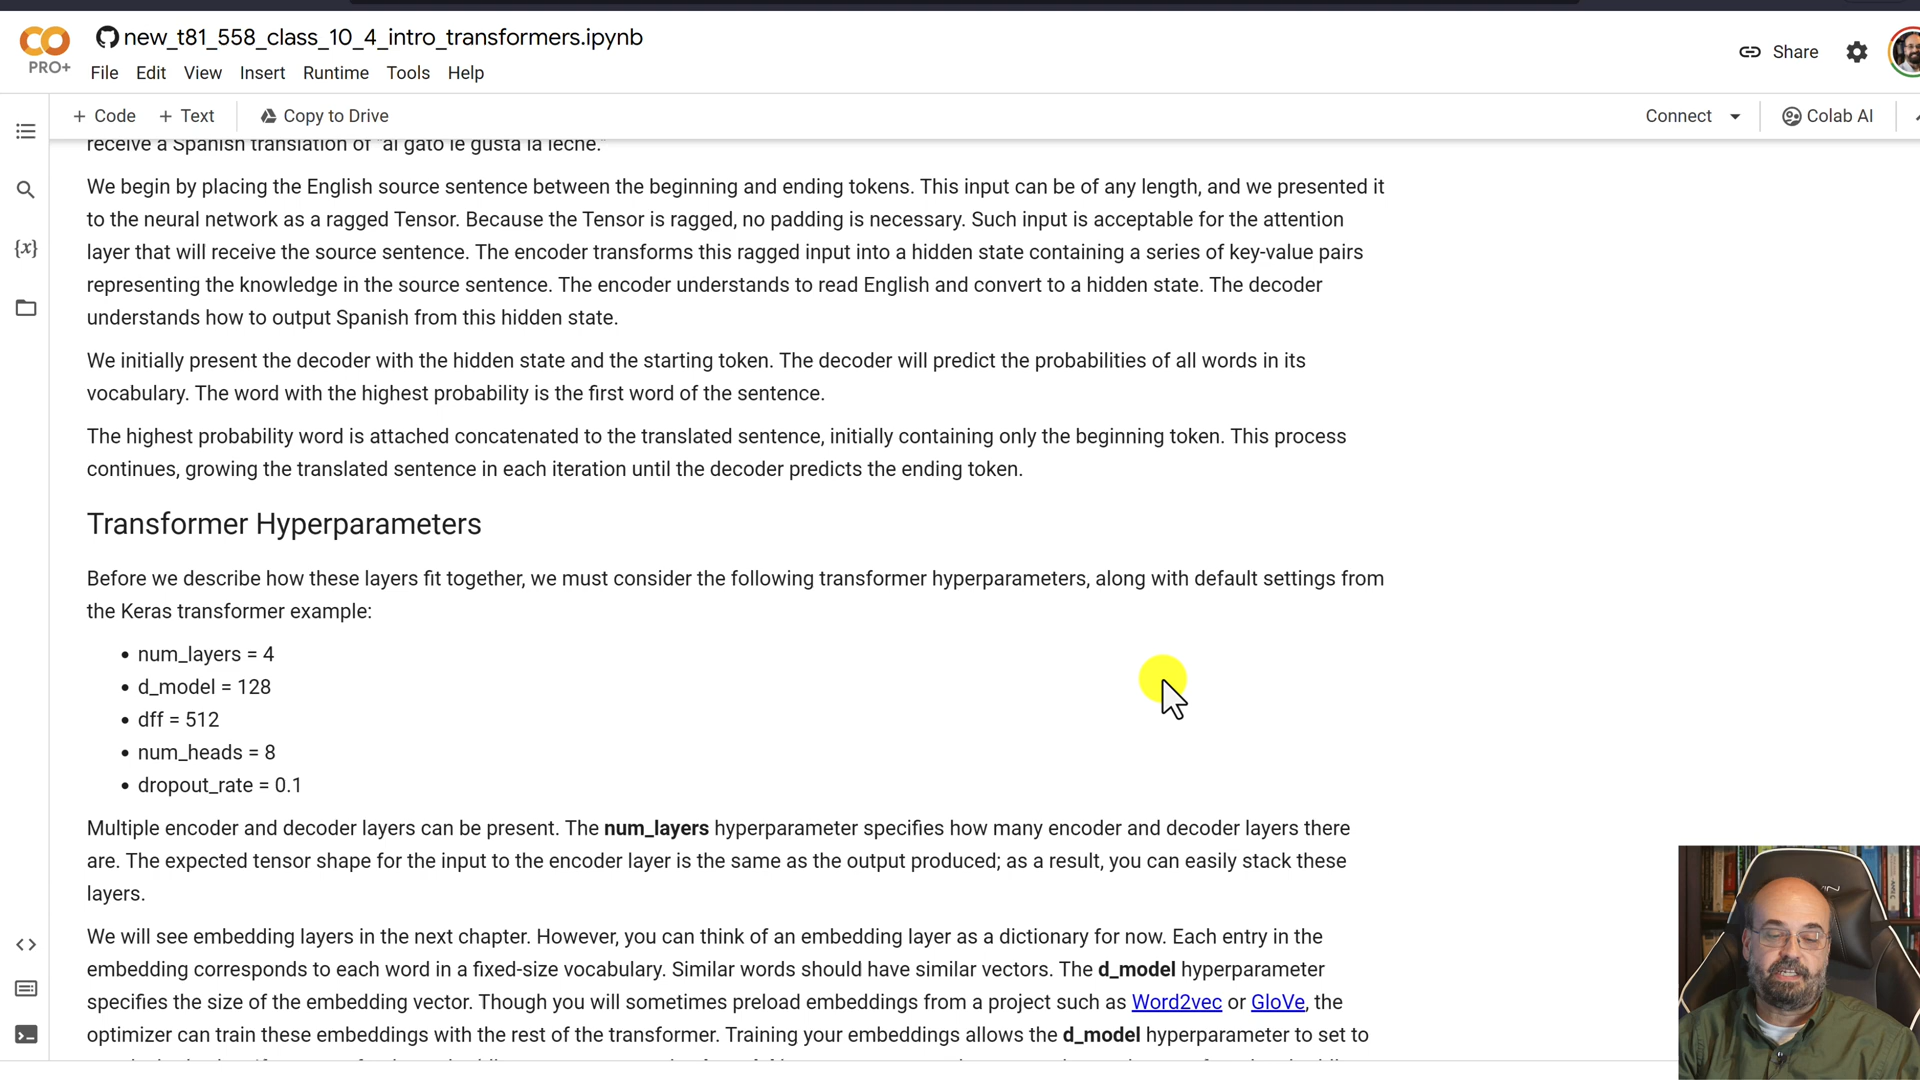 new_t81_558_class_10_4_intro_transformers.ipynb
PRO+
File Edit View Insert Runtime Tools Help
Share
+ Code + Text Copy to Drive
Connect Colab AI
receive a Spanish translation of "al gato le gusta la leche."
We begin by placing the English source sentence between the beginning and ending tokens. This input can be of any length, and we presented it
to the neural network as a ragged Tensor. Because the Tensor is ragged, no padding is necessary. Such input is acceptable for the attention
layer that will receive the source sentence. The encoder transforms this ragged input into a hidden state containing a series of key-value pairs
representing the knowledge in the source sentence. The encoder understands to read English and convert to a hidden state. The decoder
understands how to output Spanish from this hidden state.
We initially present the decoder with the hidden state and the starting token. The decoder will predict the probabilities of all words in its
vocabulary. The word with the highest probability is the first word of the sentence.
The highest probability word is attached concatenated to the translated sentence, initially containing only the beginning token. This process
continues, growing the translated sentence in each iteration until the decoder predicts the ending token.
Transformer Hyperparameters
Before we describe how these layers fit together, we must consider the following transformer hyperparameters, along with default settings from
the Keras transformer example:
• num_layers = 4
• d_model = 128
• dff = 512
• num_heads = 8
• dropout_rate = 0.1
Multiple encoder and decoder layers can be present. The num_layers hyperparameter specifies how many encoder and decoder layers there
are. The expected tensor shape for the input to the encoder layer is the same as the output produced; as a result, you can easily stack these
layers.
We will see embedding layers in the next chapter. However, you can think of an embedding layer as a dictionary for now. Each entry in the
embedding corresponds to each word in a fixed-size vocabulary. Similar words should have similar vectors. The d_model hyperparameter
specifies the size of the embedding vector. Though you will sometimes preload embeddings from a project such as Word2vec or GloVe, the
optimizer can train these embeddings with the rest of the transformer. Training your embeddings allows the d_model hyperparameter to set to